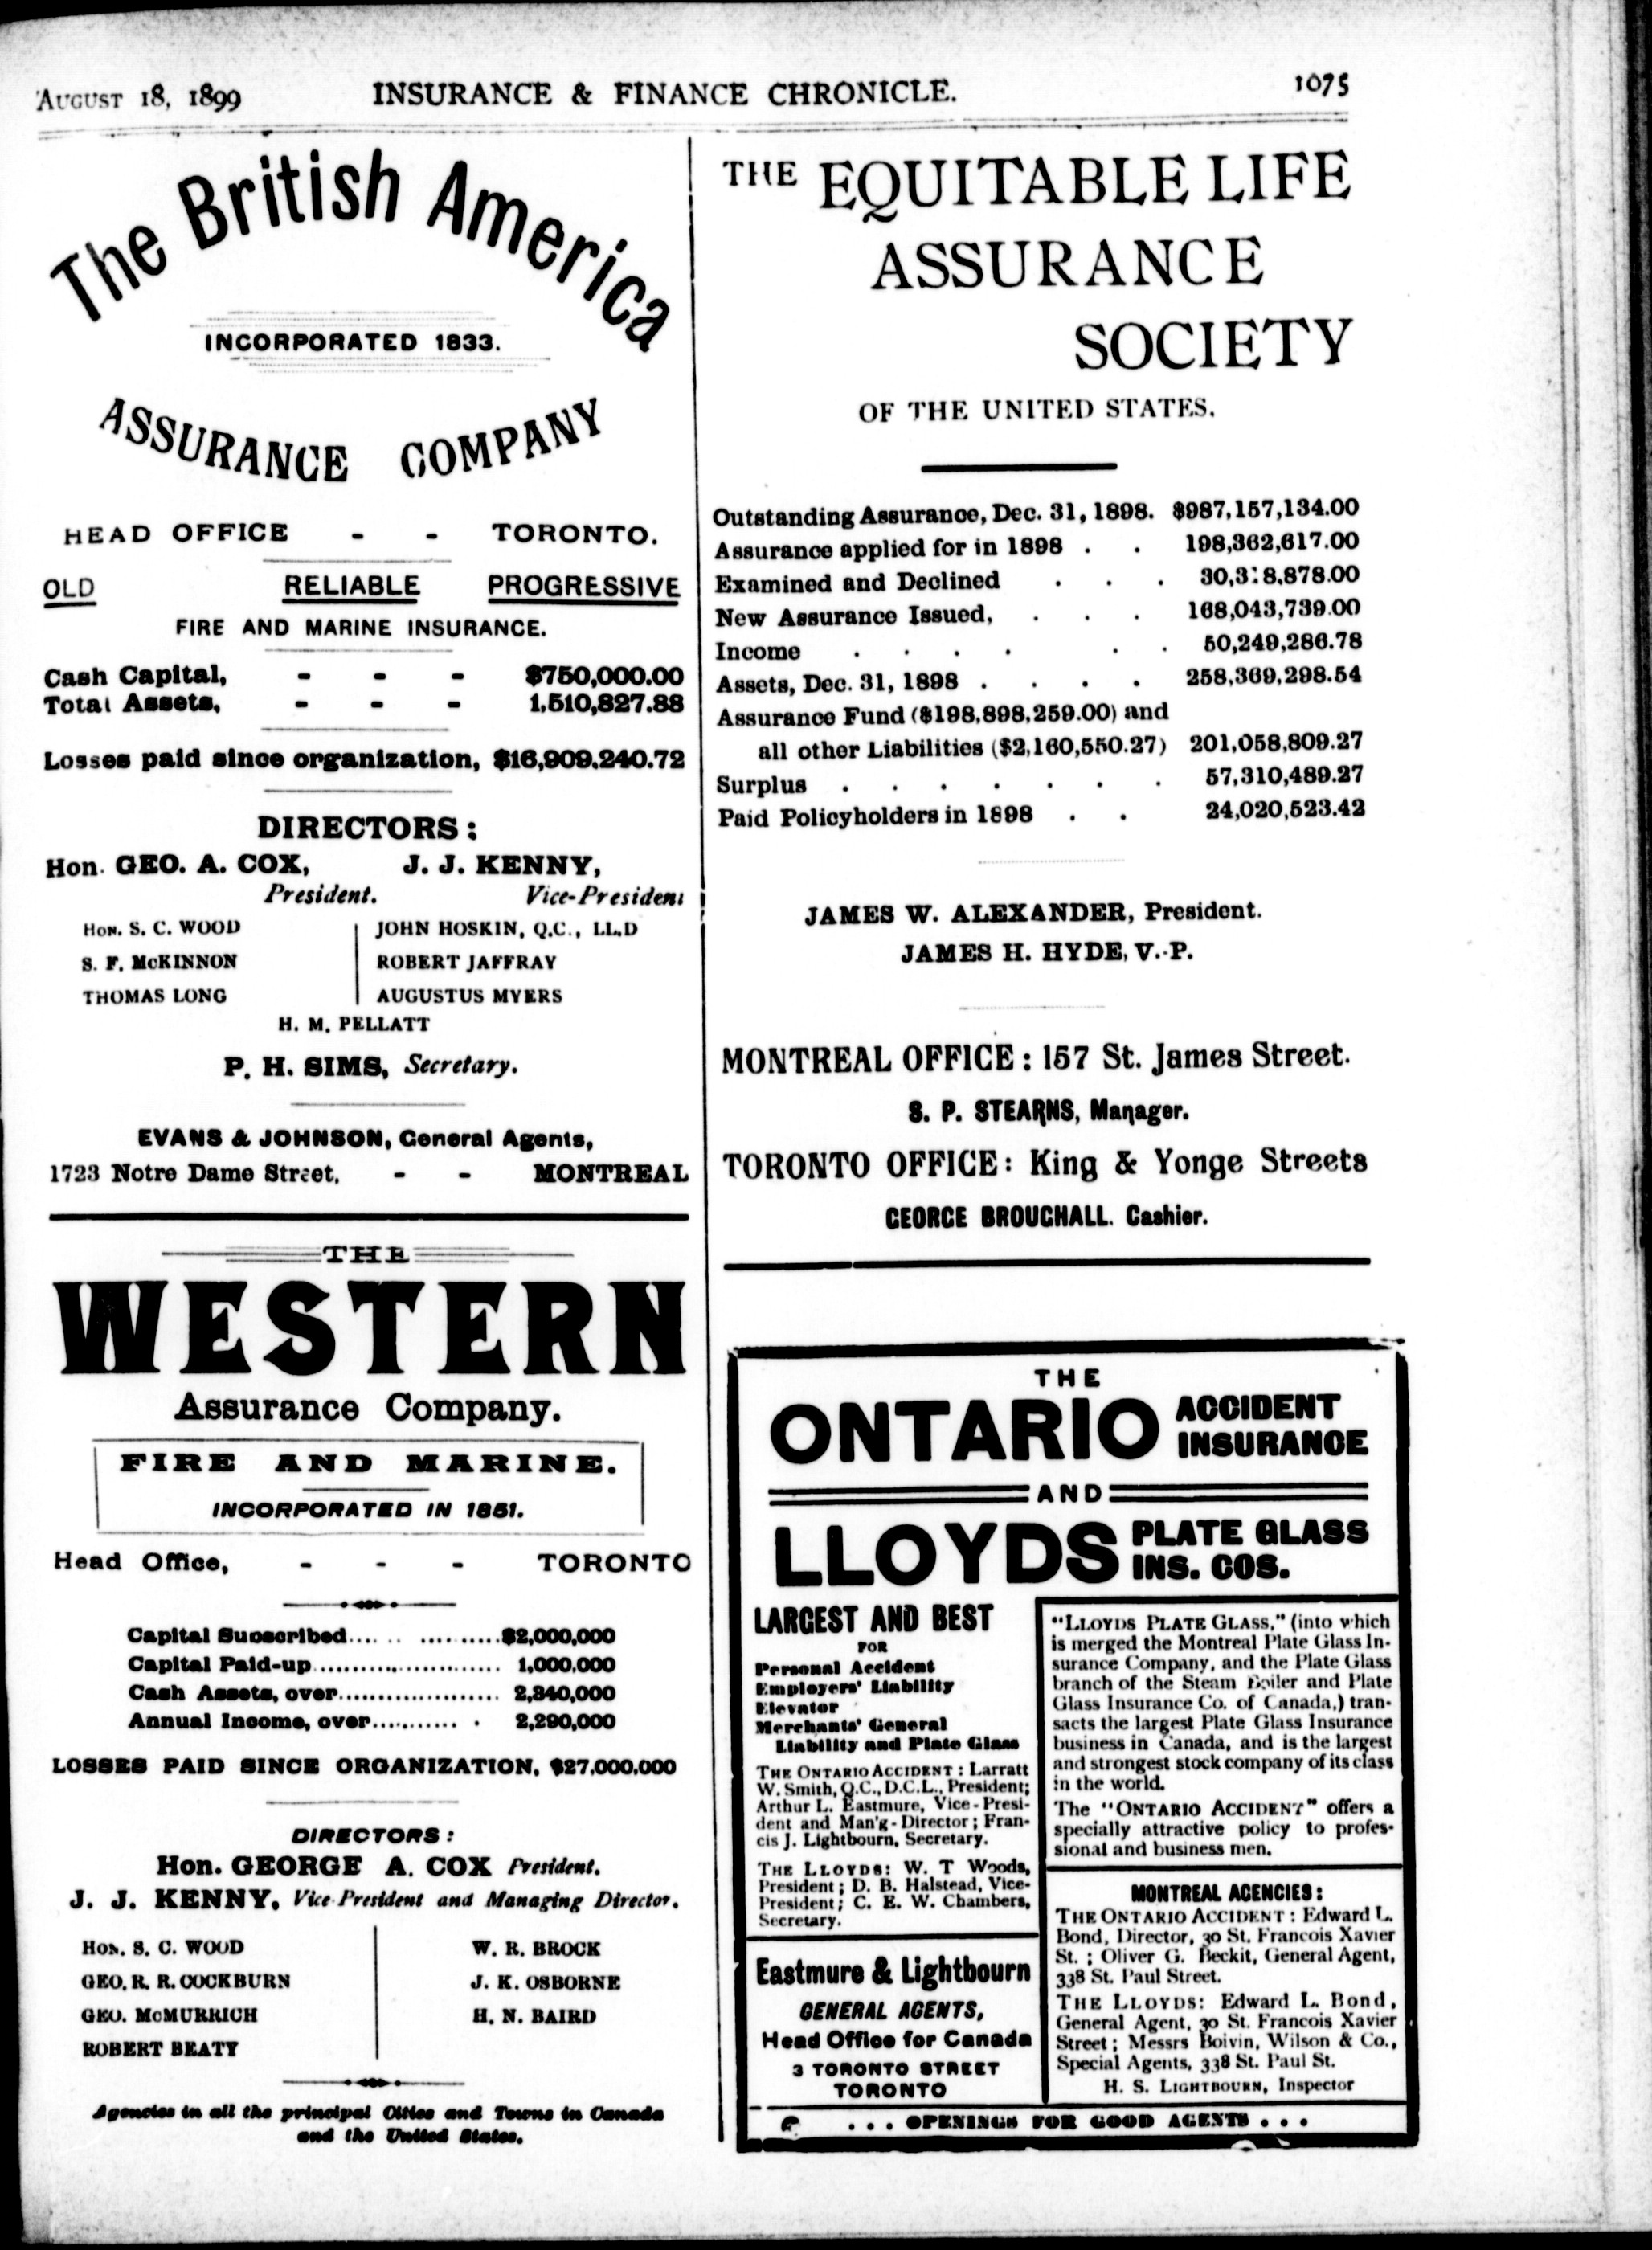 AUGUST 18, 1899 INSURANCE & FINANCE CHRONICLE. 1075
The British America
INCORPORATED 1833.
ASSURANCE COMPANY
HEAD OFFICE - - TORONTO.
OLD RELIABLE PROGRESSIVE
FIRE AND MARINE INSURANCE.
Cash Capital, - - - $750,000.00
Total Assets, - - - 1,510,827.88
Losses paid since organization, $16,909,240.72
DIRECTORS:
Hon. GEO. A. COX, J. J. KENNY,
President. Vice-President
HON. S. C. WOOD JOHN HOSKIN, Q.C., LL.D
S. F. McKINNON ROBERT JAFFRAY
THOMAS LONG AUGUSTUS MYERS
H. M. PELLATT
P. H. SIMS, Secretary.
EVANS & JOHNSON, General Agents,
1723 Notre Dame Street, - - MONTREAL
THE
WESTERN
Assurance Company.
FIRE AND MARINE.
INCORPORATED IN 1851.
Head Office, - - - TORONTO
Capital Subscribed.............$2,000,000
Capital Paid-up........................ 1,000,000
Cash Assets, over.................... 2,340,000
Annual Income, over........... . 2,290,000
LOSSES PAID SINCE ORGANIZATION, $27,000,000
DIRECTORS:
Hon. GEORGE A. COX President.
J. J. KENNY, Vice-President and Managing Director.
HON. S. C. WOOD W. R. BROCK
GEO. R. R. COCKBURN J. K. OSBORNE
GEO. McMURRICH H. N. BAIRD
ROBERT BEATY
Agencies in all the principal Cities and Towns in Canada
and the United States.
THE EQUITABLE LIFE
ASSURANCE
SOCIETY
OF THE UNITED STATES.
Outstanding Assurance, Dec. 31, 1898. $987,157,134.00
Assurance applied for in 1898 . . 198,362,617.00
Examined and Declined . . . 30,318,878.00
New Assurance Issued, . . . 168,043,739.00
Income . . . . . . 50,249,286.78
Assets, Dec. 31, 1898 . . . . 258,369,298.54
Assurance Fund ($198,898,259.00) and
all other Liabilities ($2,160,550.27) 201,058,809.27
Surplus . . . . . . . 57,310,489.27
Paid Policyholders in 1898 . . 24,020,523.42
JAMES W. ALEXANDER, President.
JAMES H. HYDE, V.-P.
MONTREAL OFFICE: 157 St. James Street.
S. P. STEARNS, Manager.
TORONTO OFFICE: King & Yonge Streets
GEORGE BROUGHALL. Cashier.
THE
ONTARIO ACCIDENT
INSURANCE
AND
LLOYDS PLATE GLASS
INS. COS.
LARGEST AND BEST
FOR
Personal Accident
Employers' Liability
Elevator
Merchants' General
Liability and Plate Glass
THE ONTARIO ACCIDENT: Larratt
W. Smith, Q.C., D.C.L., President;
Arthur L. Eastmure, Vice-Presi-
dent and Man'g-Director; Fran-
cis J. Lightbourn, Secretary.
THE LLOYDS: W. T Woods,
President; D. B. Halstead, Vice-
President; C. E. W. Chambers,
Secretary.
Eastmure & Lightbourn
GENERAL AGENTS,
Head Office for Canada
3 TORONTO STREET
TORONTO
"LLOYDS PLATE GLASS," (into which
is merged the Montreal Plate Glass In-
surance Company, and the Plate Glass
branch of the Steam Boiler and Plate
Glass Insurance Co. of Canada,) tran-
sacts the largest Plate Glass Insurance
business in Canada, and is the largest
and strongest stock company of its class
in the world.
The "ONTARIO ACCIDENT" offers a
specially attractive policy to profes-
sional and business men.
MONTREAL AGENCIES:
THE ONTARIO ACCIDENT: Edward L.
Bond, Director, 30 St. Francois Xavier
St.; Oliver G. Beckit, General Agent,
338 St. Paul Street.
THE LLOYDS: Edward L. Bond,
General Agent, 30 St. Francois Xavier
Street; Messrs Boivin, Wilson & Co.,
Special Agents, 338 St. Paul St.
H. S. LIGHTBOURN, Inspector
... OPENINGS FOR GOOD AGENTS ...